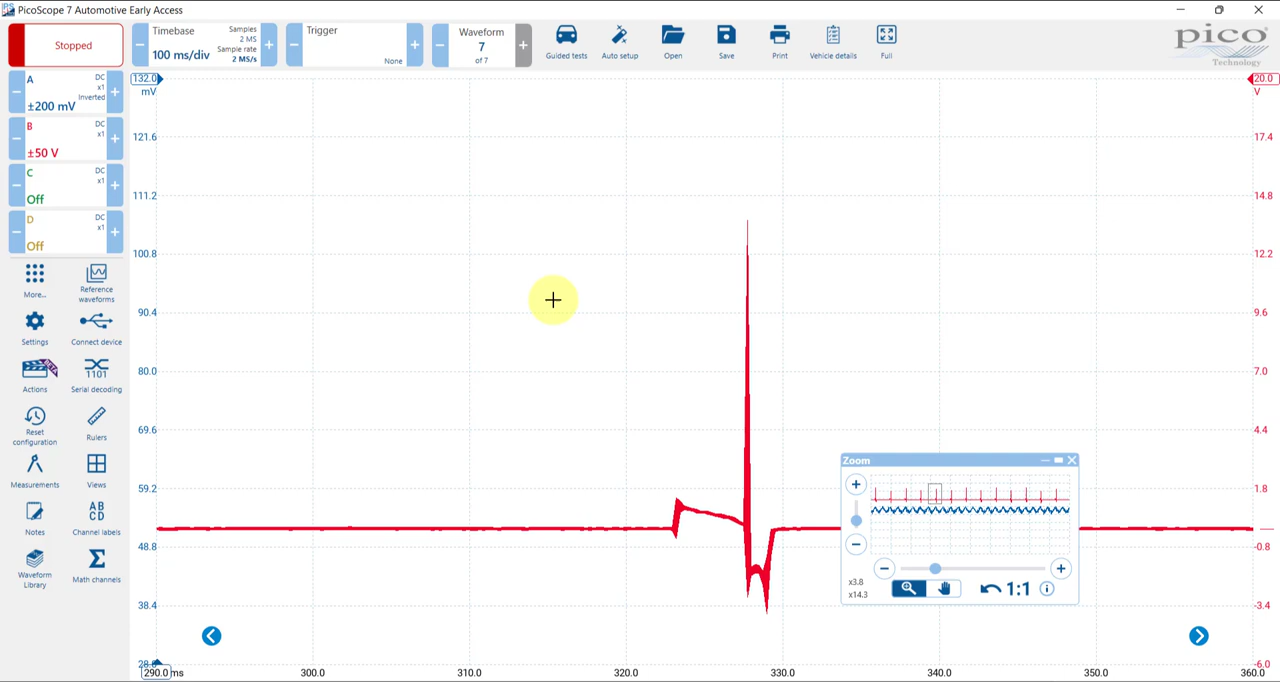 PicoScope 7 Automotive Early Access
Stopped
Timebase
100 ms/div
Samples
2 MS
Sample rate
2 MS/s
Trigger
None
Waveform
7
of 7
Guided tests
Auto setup
Open
Save
Print
Vehicle details
Full
pico
Technology
A
DC
x1
Inverted
±200 mV
B
DC
x1
±50 V
C
DC
x1
Off
D
DC
x1
Off
More...
Reference
waveforms
Settings
Connect device
Actions
BETA
1101
Serial decoding
Reset
configuration
Rulers
Measurements
Views
Notes
AB
CD
Channel labels
Waveform
Library
Math channels
132.0
mV
121.6
111.2
100.8
90.4
80.0
69.6
59.2
48.8
38.4
290.0 ms
300.0
310.0
320.0
330.0
340.0
350.0
360.0
20.0
V
17.4
14.8
12.2
9.6
7.0
4.4
1.8
-0.8
-3.4
-6.0
Zoom
x3.8
x14.3
1:1